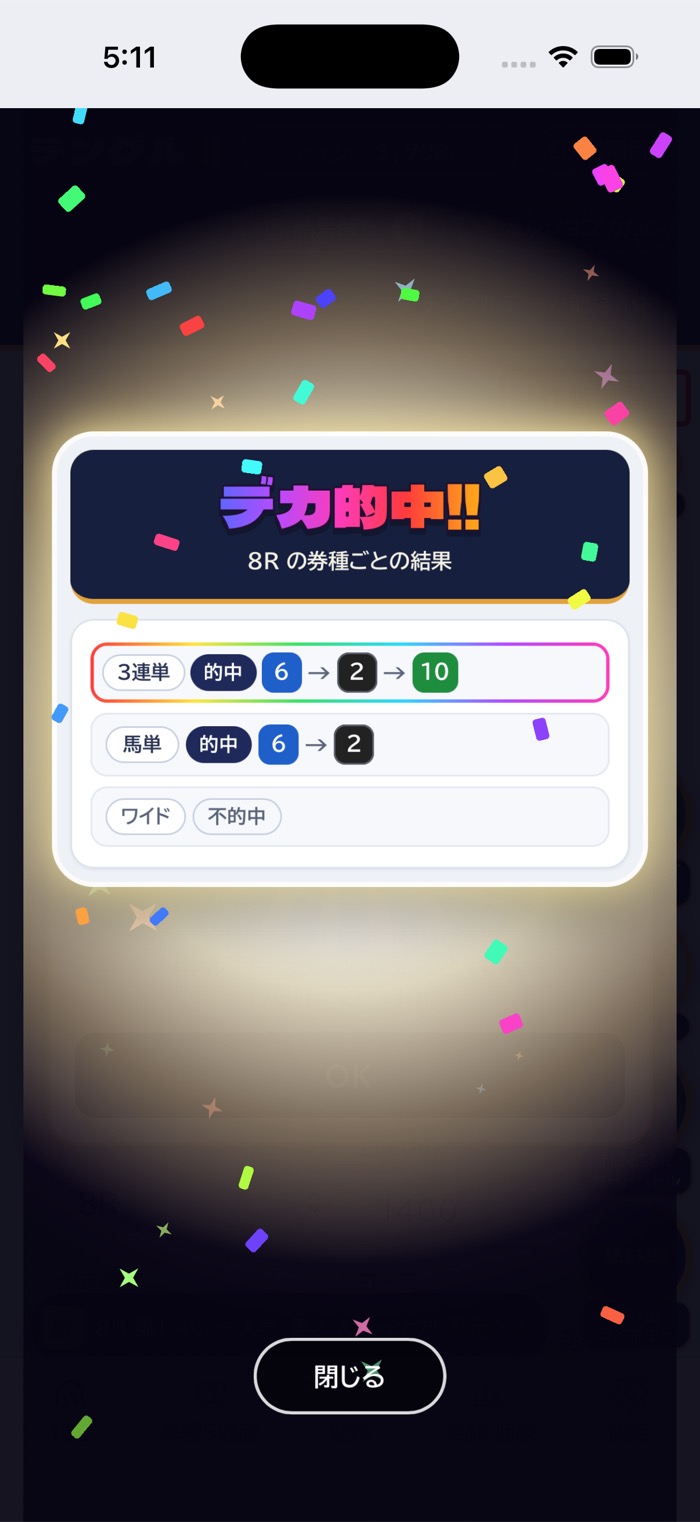 5:11
デカ的中!!
8R の券種ごとの結果
3連単 的中 6 → 2 → 10
馬単 的中 6 → 2
ワイド 不的中
OK
閉じる